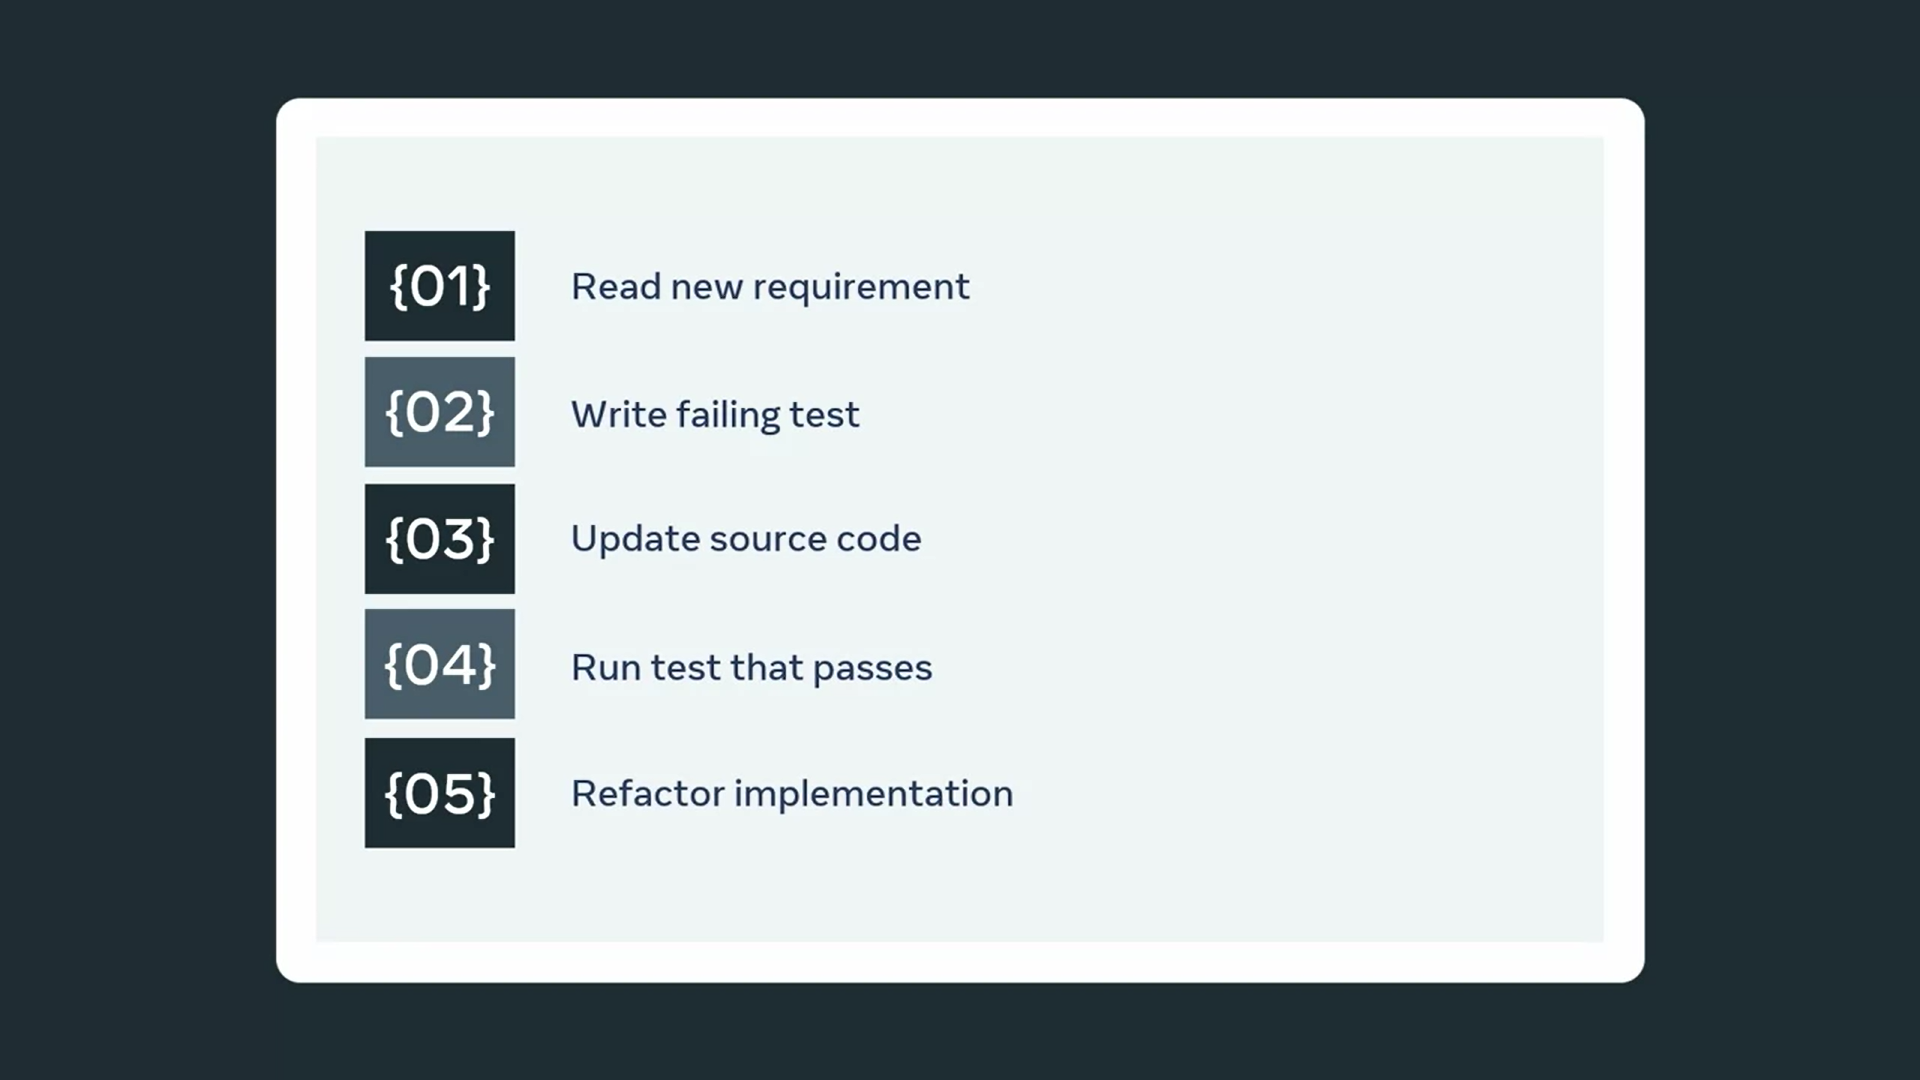 {01} Read new requirement
{02} Write failing test
{03} Update source code
{04} Run test that passes
{05} Refactor implementation